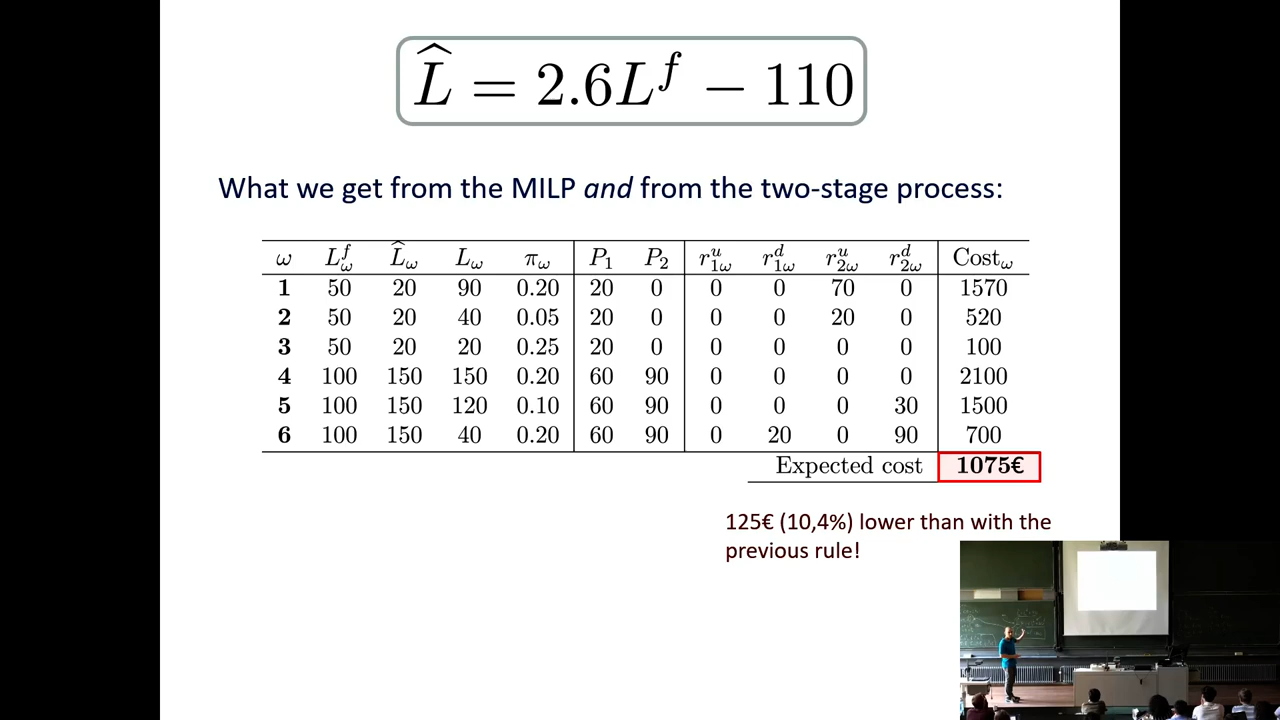 L̂ = 2.6L^f − 110
What we get from the MILP and from the two-stage process:
ω L^f_ω L̂_ω L_ω π_ω P_1 P_2 r^u_1ω r^d_1ω r^u_2ω r^d_2ω Cost_ω
1 50 20 90 0.20 20 0 0 0 70 0 1570
2 50 20 40 0.05 20 0 0 0 20 0 520
3 50 20 20 0.25 20 0 0 0 0 0 100
4 100 150 150 0.20 60 90 0 0 0 0 2100
5 100 150 120 0.10 60 90 0 0 0 30 1500
6 100 150 40 0.20 60 90 0 20 0 90 700
Expected cost 1075€
125€ (10,4%) lower than with the
previous rule!